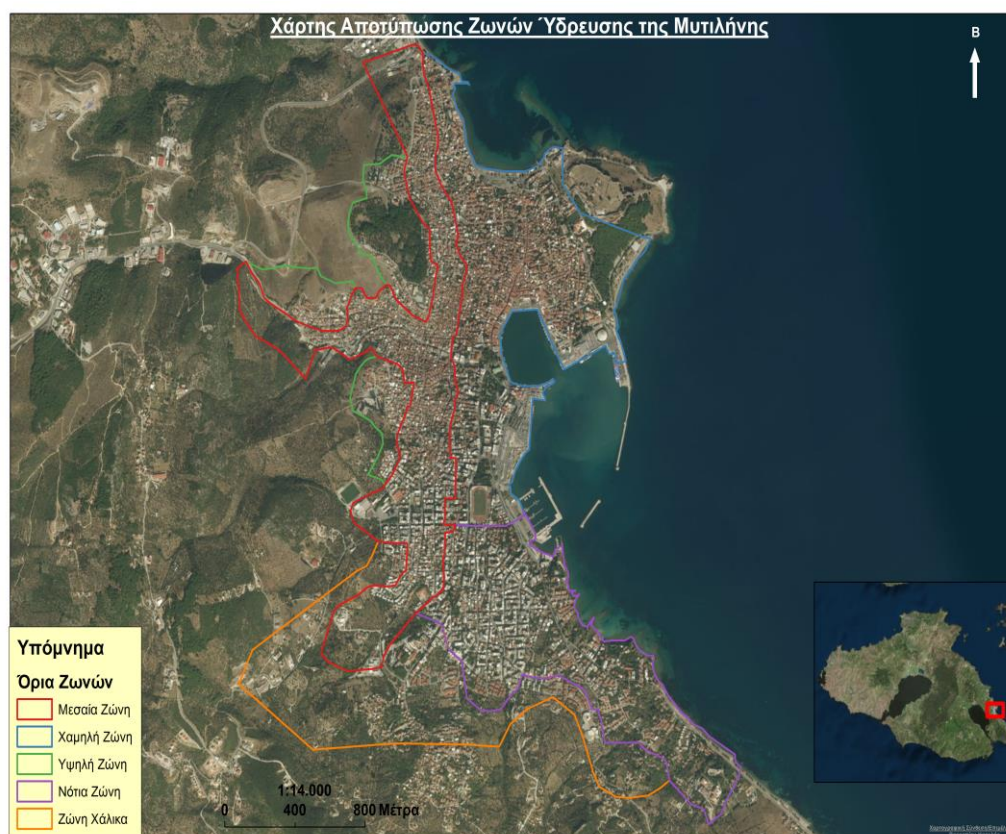 Χάρτης Αποτύπωσης Ζωνών Ύδρευσης της Μυτιλήνης
Β
Υπόμνημα
Όρια Ζωνών
Μεσαία Ζώνη
Χαμηλή Ζώνη
Υψηλή Ζώνη
Νότια Ζώνη
Ζώνη Χάλικα
1:14.000
0 400 800 Μέτρα